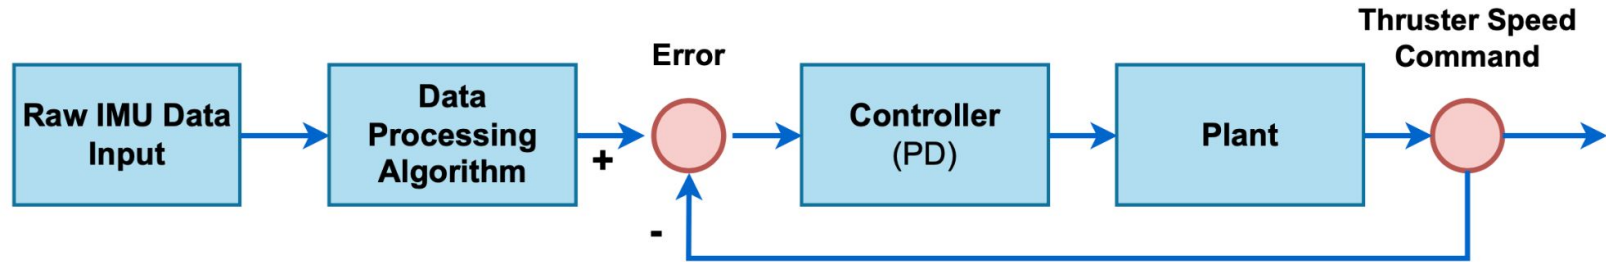 Thruster Speed
Command
Error
Raw IMU Data
Input
Data
Processing
Algorithm
+
-
Controller
(PD)
Plant